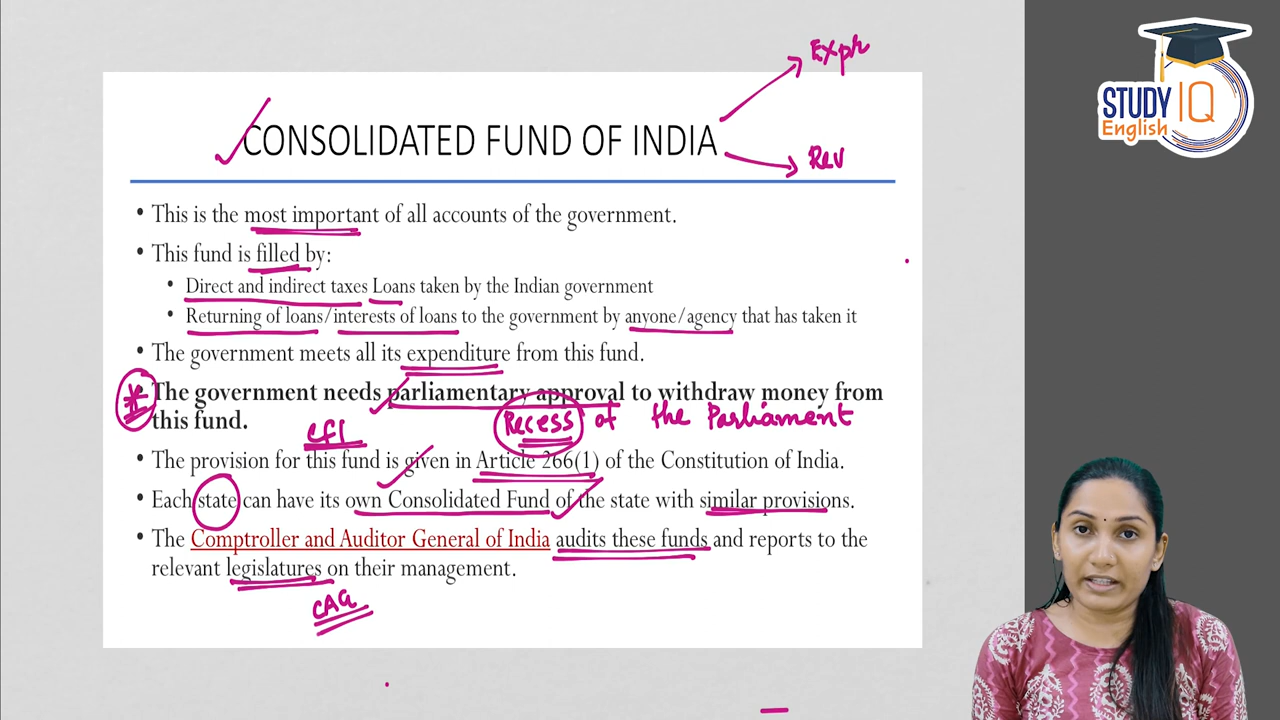 Exph
STUDY IQ
English
CONSOLIDATED FUND OF INDIA
Rev
• This is the most important of all accounts of the government.
• This fund is filled by:
• Direct and indirect taxes Loans taken by the Indian government
• Returning of loans/interests of loans to the government by anyone/agency that has taken it
• The government meets all its expenditure from this fund.
* The government needs parliamentary approval to withdraw money from
this fund.
CFI
Recess of the Parliament
• The provision for this fund is given in Article 266(1) of the Constitution of India.
• Each state can have its own Consolidated Fund of the state with similar provisions.
• The Comptroller and Auditor General of India audits these funds and reports to the
relevant legislatures on their management.
CAG